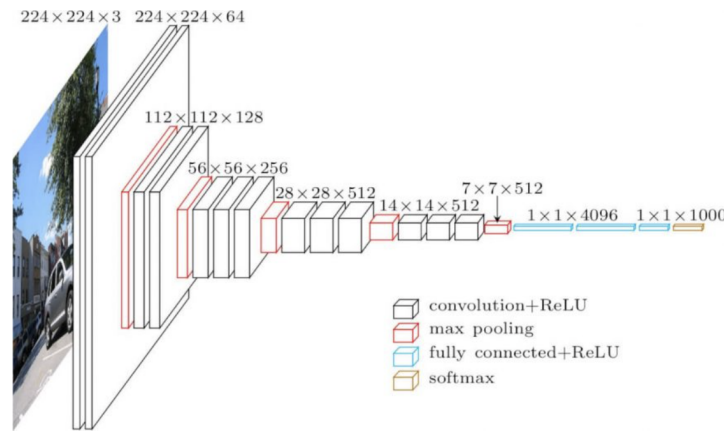 224×224×3
224×224×64
112×112×128
56×56×256
28×28×512
14×14×512
7×7×512
1×1×4096
1×1×1000
convolution+ReLU
max pooling
fully connected+ReLU
softmax